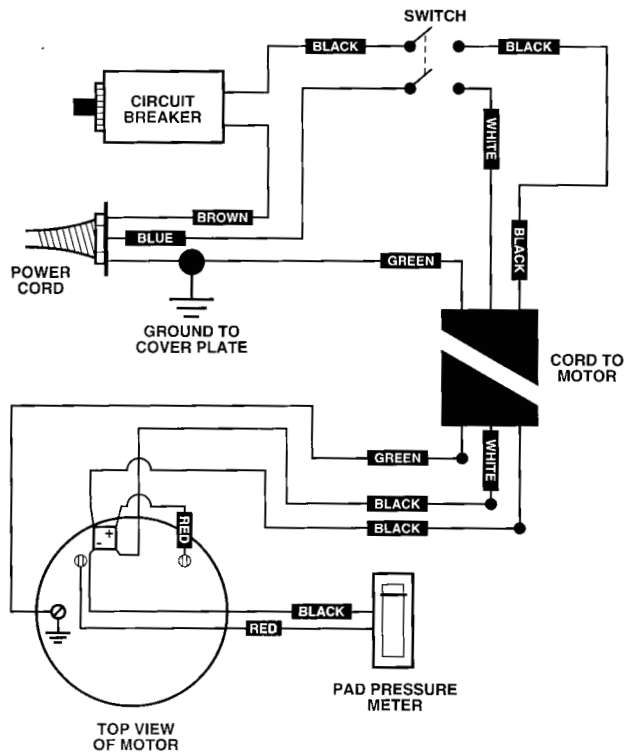 SWITCH
BLACK
BLACK
CIRCUIT
BREAKER
WHITE
BROWN
BLUE
BLACK
GREEN
POWER
CORD
GROUND TO
COVER PLATE
CORD TO
MOTOR
GREEN
WHITE
BLACK
BLACK
RED
+
-
BLACK
RED
PAD PRESSURE
METER
TOP VIEW
OF MOTOR